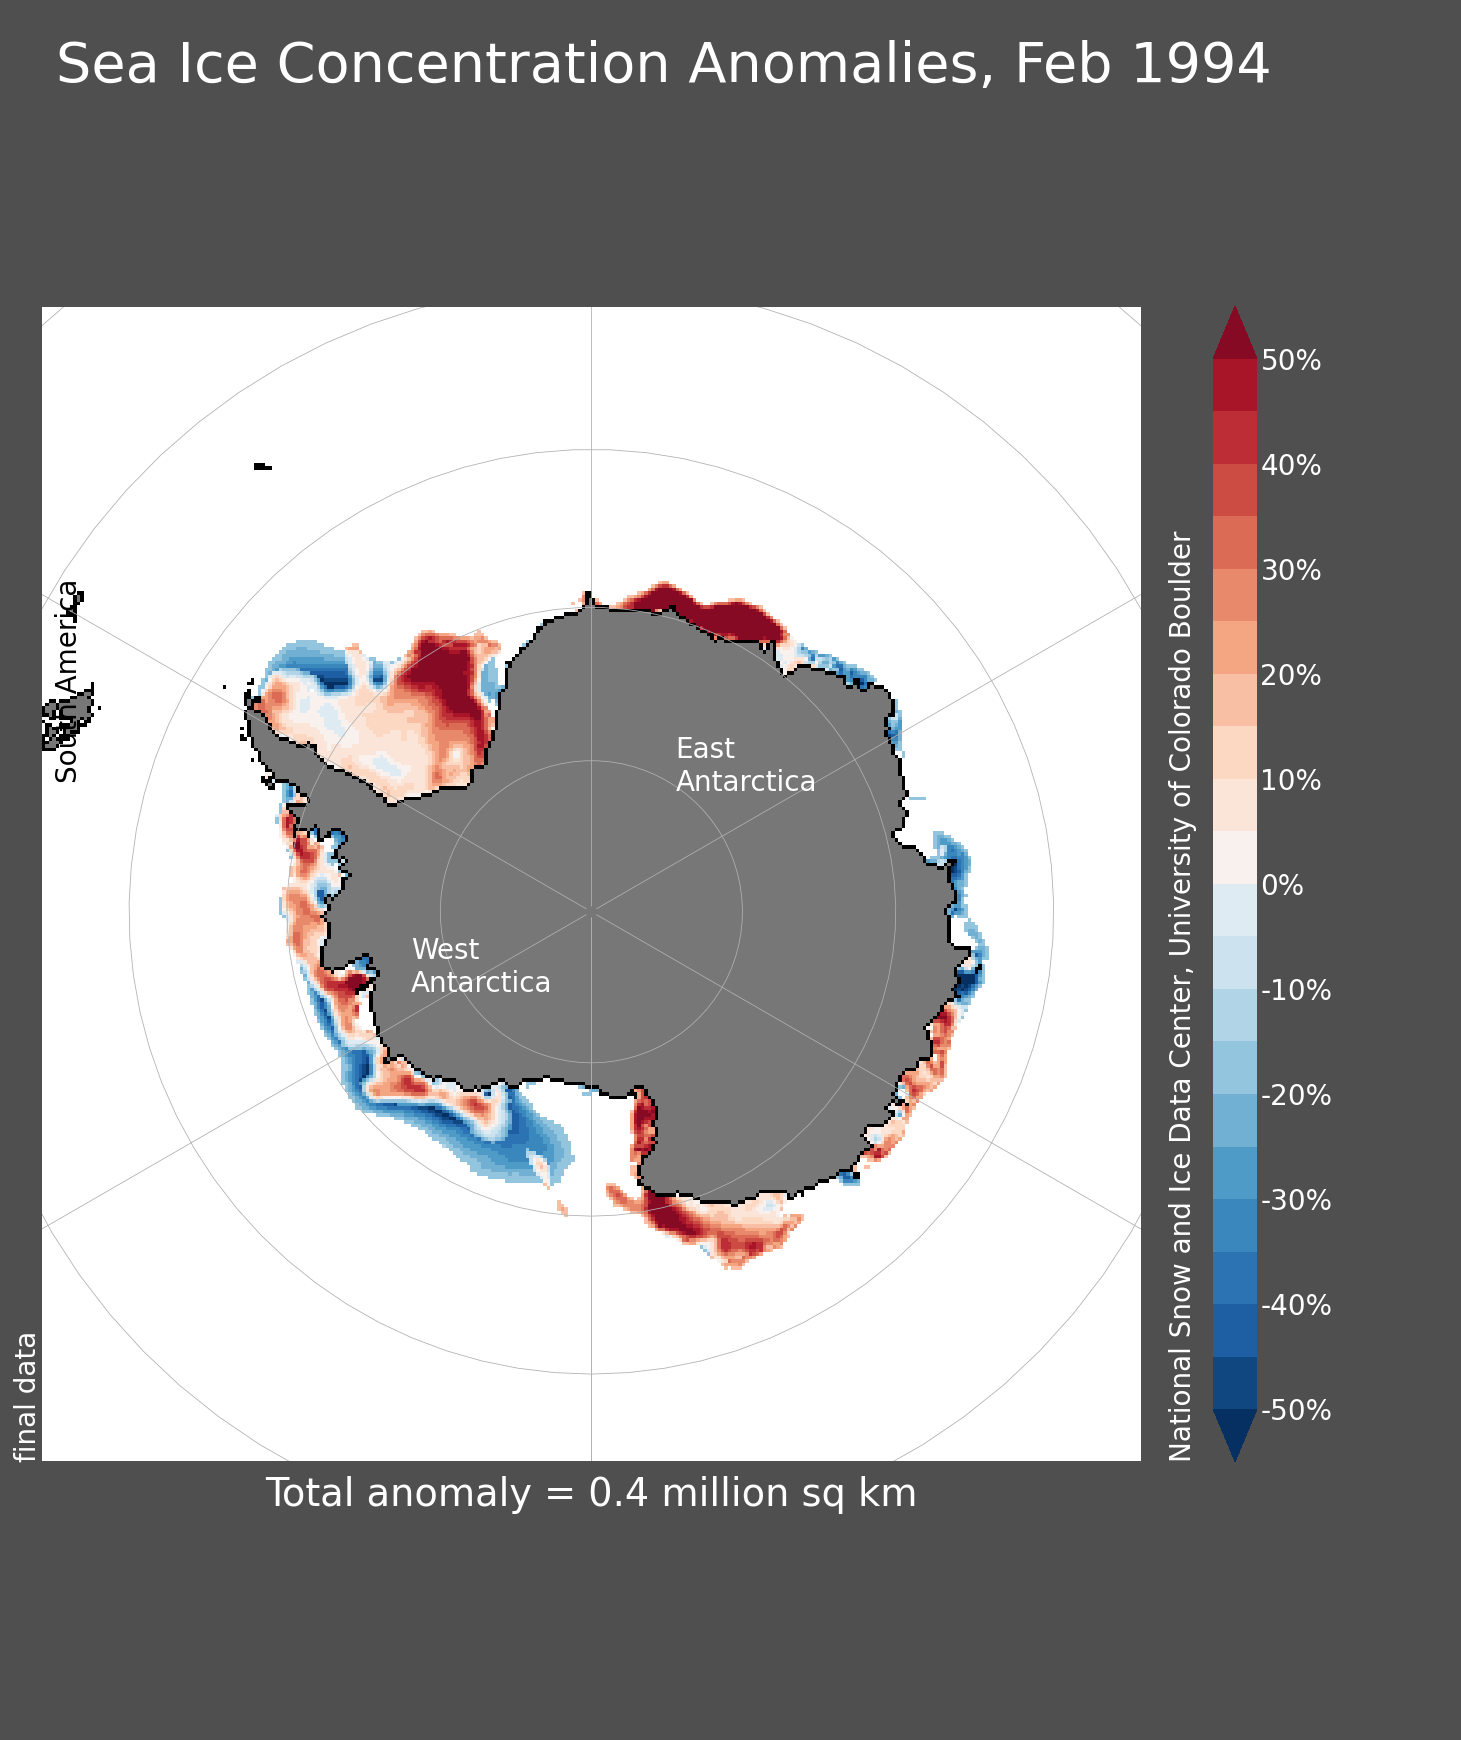 Sea Ice Concentration Anomalies, Feb 1994
South America
East
Antarctica
West
Antarctica
final data
National Snow and Ice Data Center, University of Colorado Boulder
50%
40%
30%
20%
10%
0%
-10%
-20%
-30%
-40%
-50%
Total anomaly = 0.4 million sq km